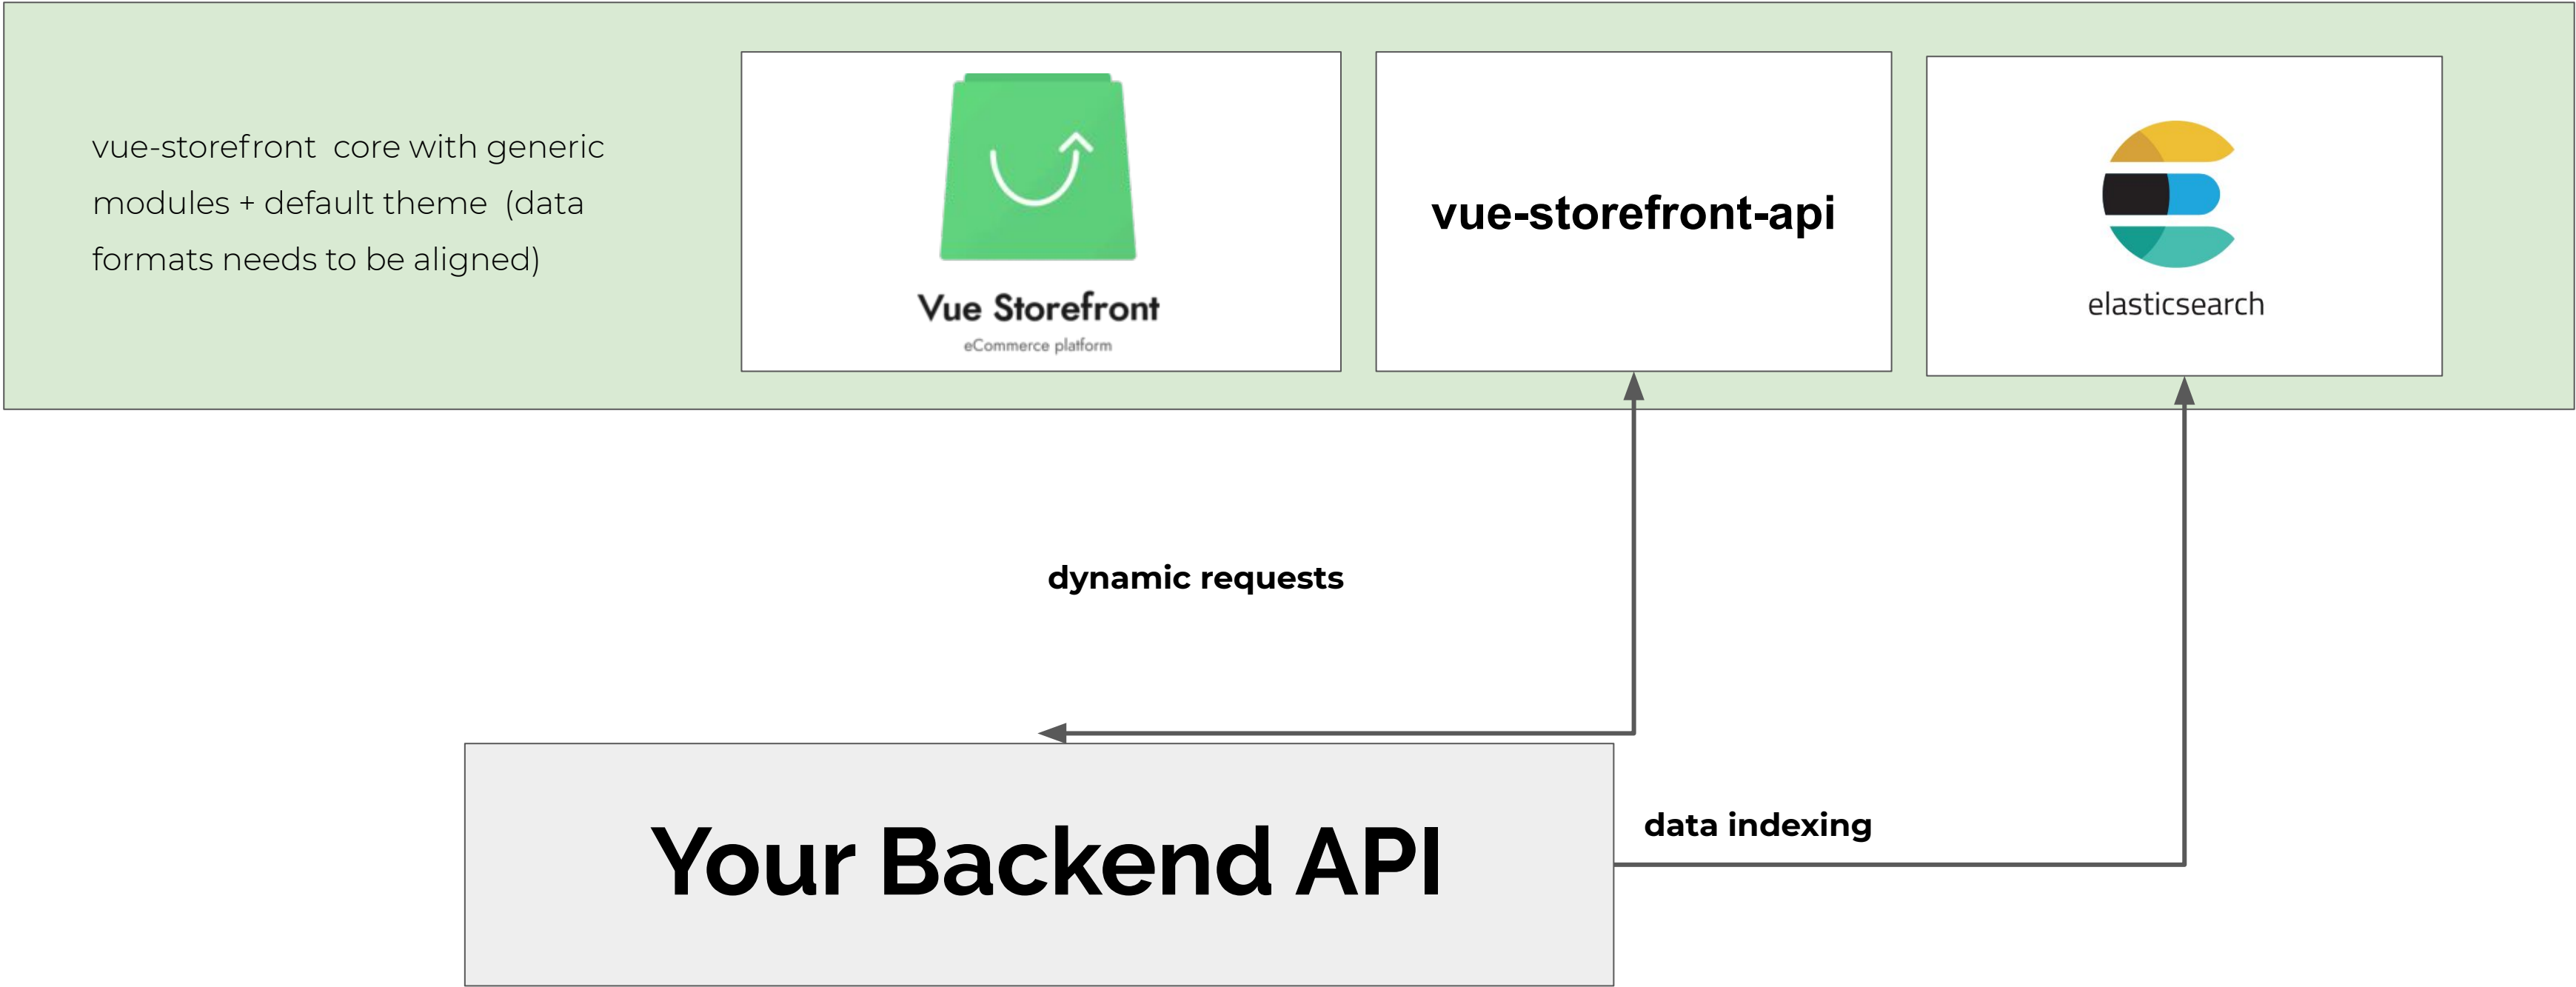 vue-storefront core with generic
modules + default theme (data
formats needs to be aligned)
Vue Storefront
eCommerce platform
vue-storefront-api
elasticsearch
dynamic requests
data indexing
Your Backend API